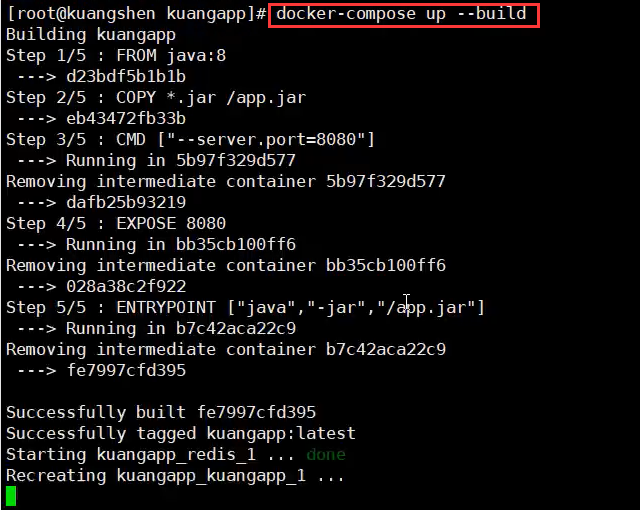 [root@kuangshen kuangapp]# docker-compose up --build
Building kuangapp
Step 1/5 : FROM java:8
 ---> d23bdf5b1b1b
Step 2/5 : COPY *.jar /app.jar
 ---> eb43472fb33b
Step 3/5 : CMD ["--server.port=8080"]
 ---> Running in 5b97f329d577
Removing intermediate container 5b97f329d577
 ---> dafb25b93219
Step 4/5 : EXPOSE 8080
 ---> Running in bb35cb100ff6
Removing intermediate container bb35cb100ff6
 ---> 028a38c2f922
Step 5/5 : ENTRYPOINT ["java","-jar","/app.jar"]
 ---> Running in b7c42aca22c9
Removing intermediate container b7c42aca22c9
 ---> fe7997cfd395
Successfully built fe7997cfd395
Successfully tagged kuangapp:latest
Starting kuangapp_redis_1 ... done
Recreating kuangapp_kuangapp_1 ...